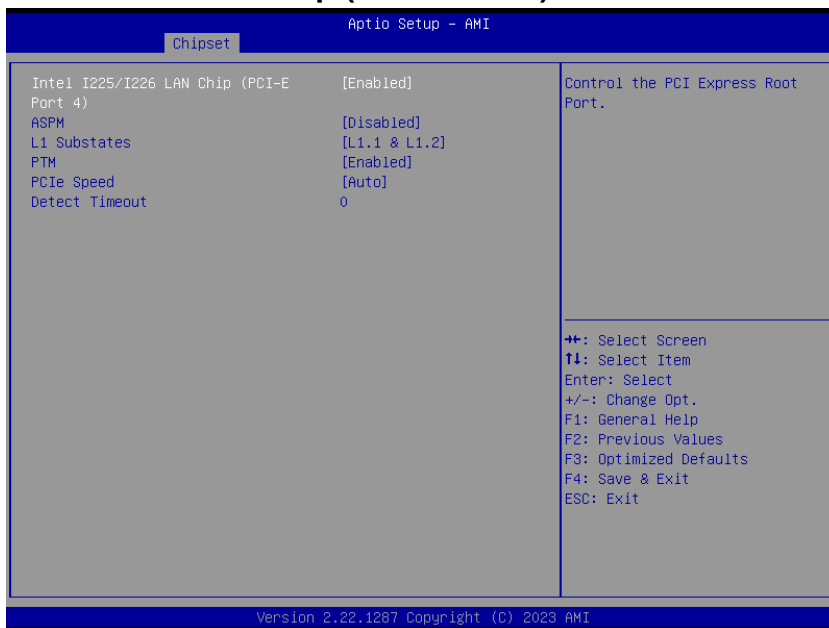 Aptio Setup – AMI
Chipset
Intel I225/I226 LAN Chip (PCI-E Port 4) [Enabled]
ASPM [Disabled]
L1 Substates [L1.1 & L1.2]
PTM [Enabled]
PCIe Speed [Auto]
Detect Timeout 0
Control the PCI Express Root
Port.
→←: Select Screen
↑↓: Select Item
Enter: Select
+/-: Change Opt.
F1: General Help
F2: Previous Values
F3: Optimized Defaults
F4: Save & Exit
ESC: Exit
Version 2.22.1287 Copyright (C) 2023 AMI